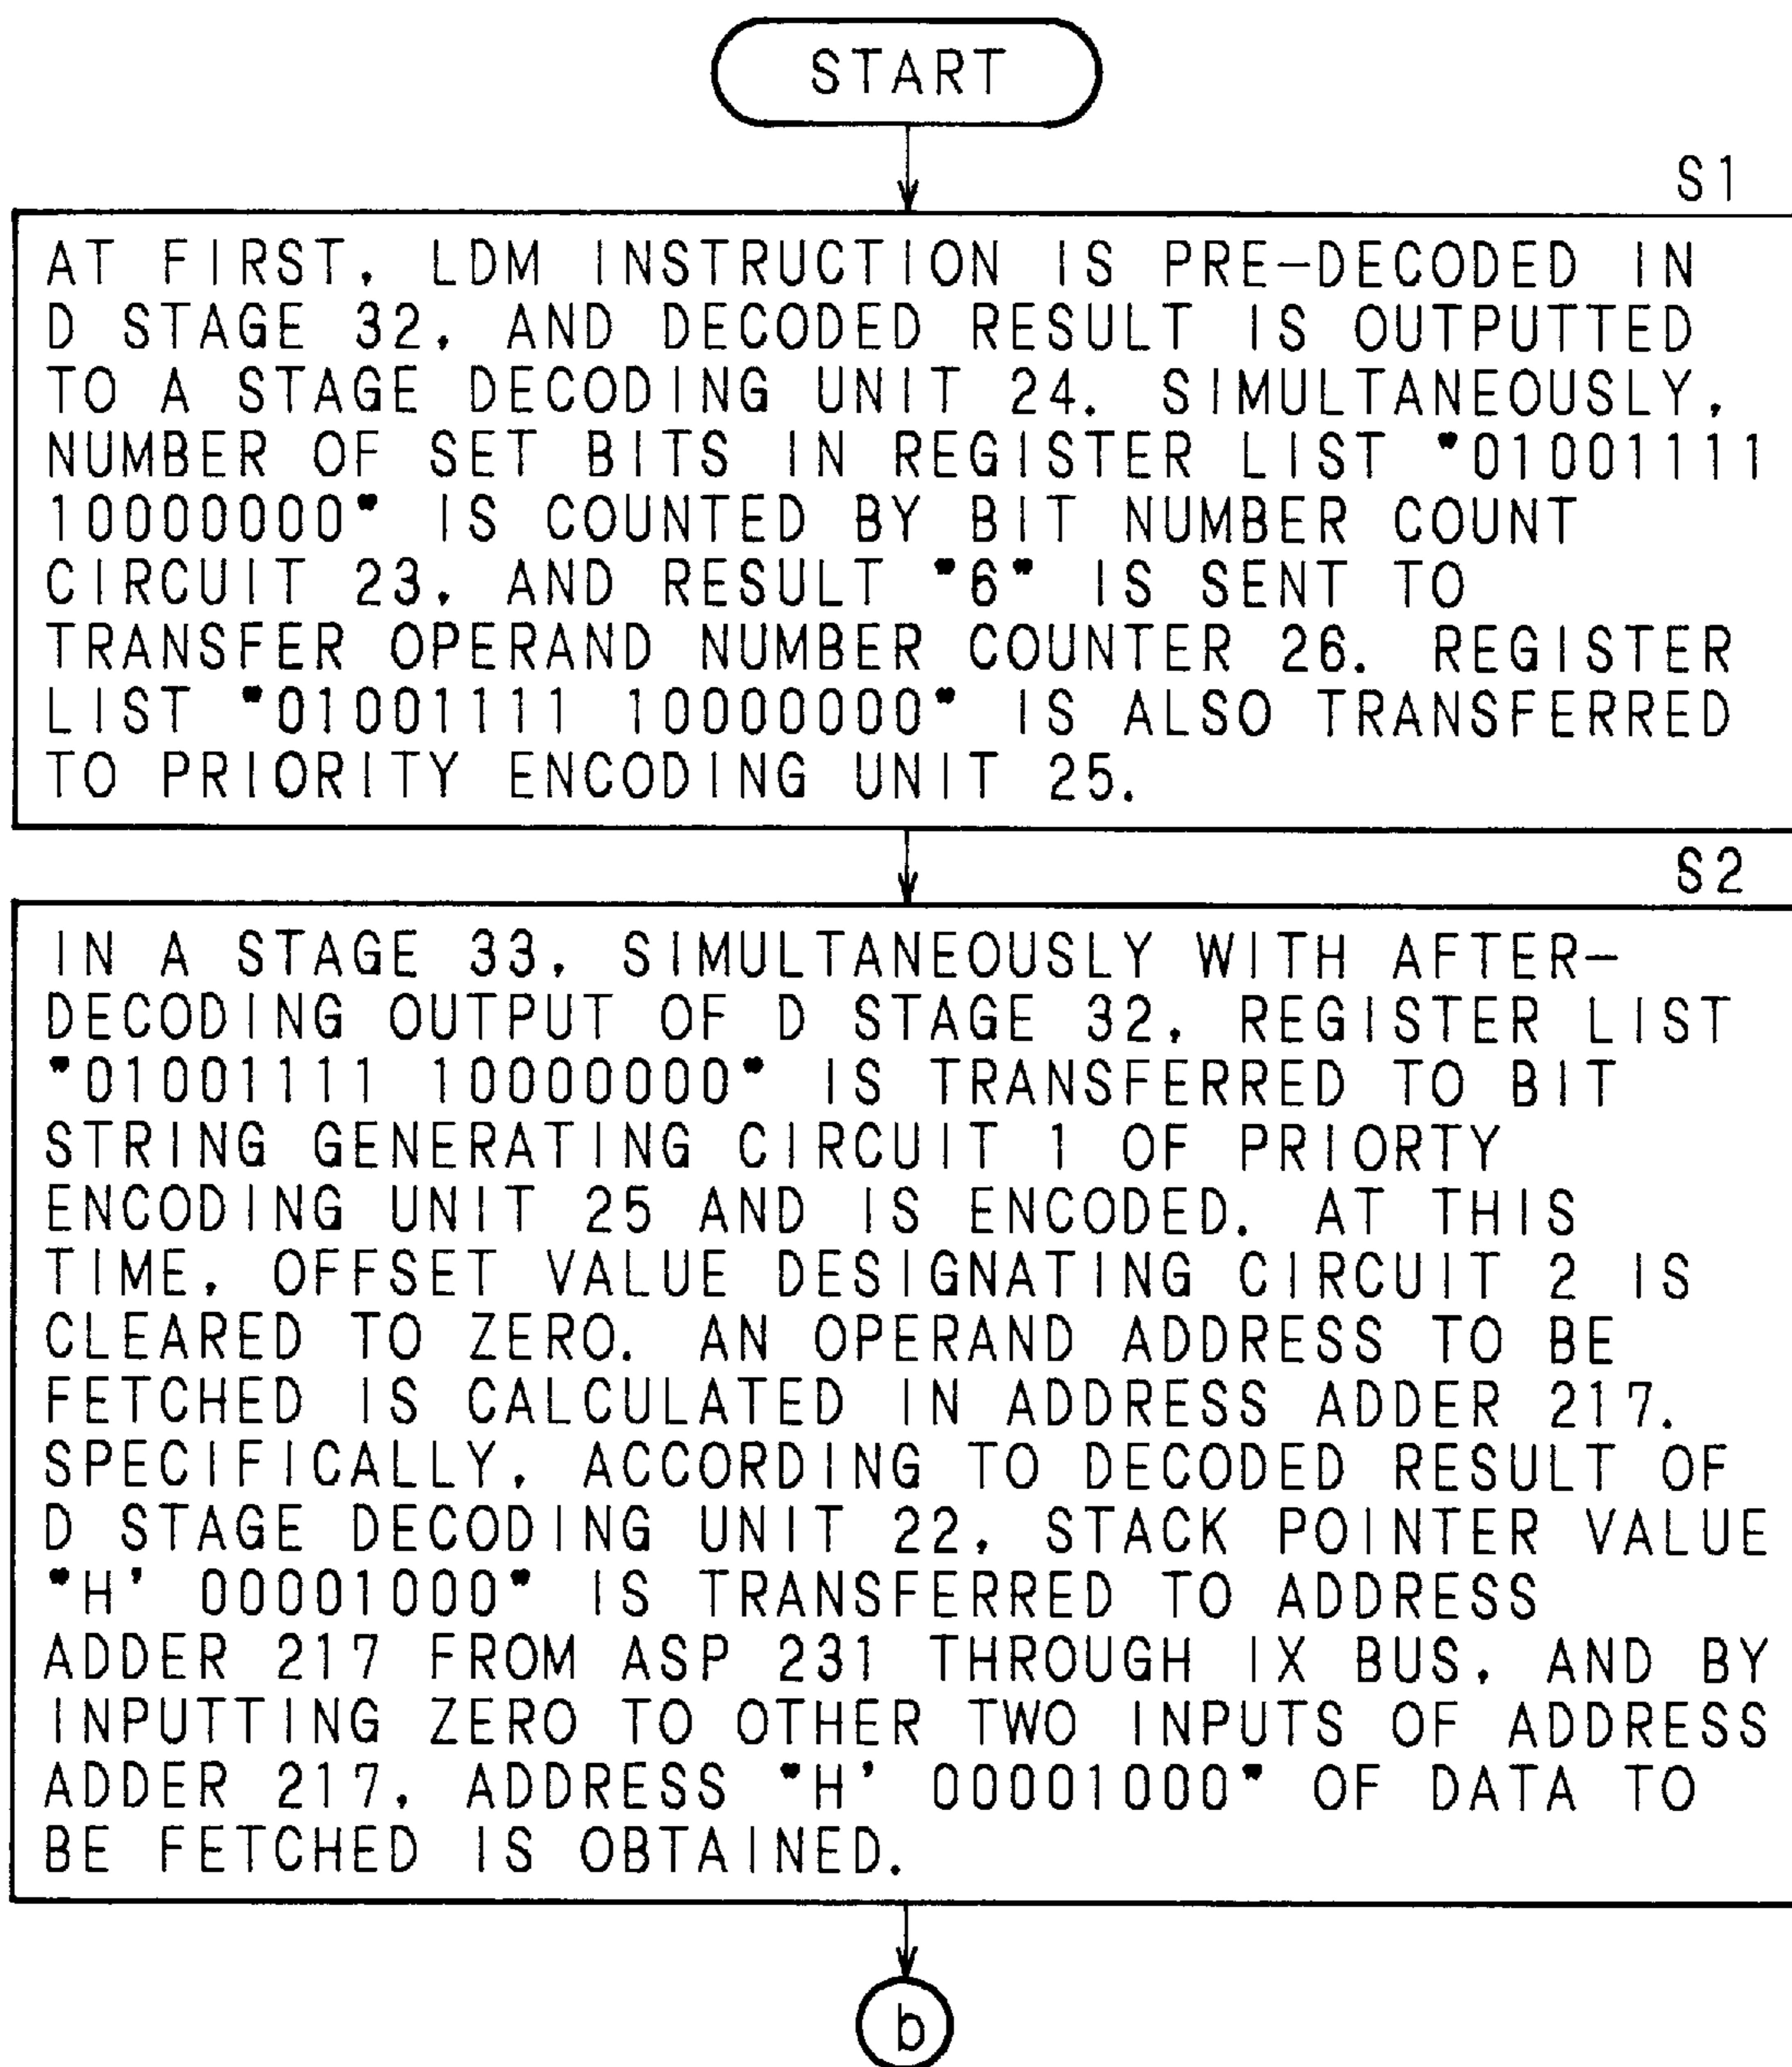 START
S1
AT FIRST, LDM INSTRUCTION IS PRE-DECODED IN
D STAGE 32, AND DECODED RESULT IS OUTPUTTED
TO A STAGE DECODING UNIT 24. SIMULTANEOUSLY,
NUMBER OF SET BITS IN REGISTER LIST "01001111
10000000" IS COUNTED BY BIT NUMBER COUNT
CIRCUIT 23, AND RESULT "6" IS SENT TO
TRANSFER OPERAND NUMBER COUNTER 26. REGISTER
LIST "01001111 10000000" IS ALSO TRANSFERRED
TO PRIORITY ENCODING UNIT 25.
S2
IN A STAGE 33, SIMULTANEOUSLY WITH AFTER-
DECODING OUTPUT OF D STAGE 32, REGISTER LIST
"01001111 10000000" IS TRANSFERRED TO BIT
STRING GENERATING CIRCUIT 1 OF PRIORTY
ENCODING UNIT 25 AND IS ENCODED. AT THIS
TIME, OFFSET VALUE DESIGNATING CIRCUIT 2 IS
CLEARED TO ZERO. AN OPERAND ADDRESS TO BE
FETCHED IS CALCULATED IN ADDRESS ADDER 217.
SPECIFICALLY, ACCORDING TO DECODED RESULT OF
D STAGE DECODING UNIT 22, STACK POINTER VALUE
"H' 00001000" IS TRANSFERRED TO ADDRESS
ADDER 217 FROM ASP 231 THROUGH IX BUS, AND BY
INPUTTING ZERO TO OTHER TWO INPUTS OF ADDRESS
ADDER 217, ADDRESS "H' 00001000" OF DATA TO
BE FETCHED IS OBTAINED.
b